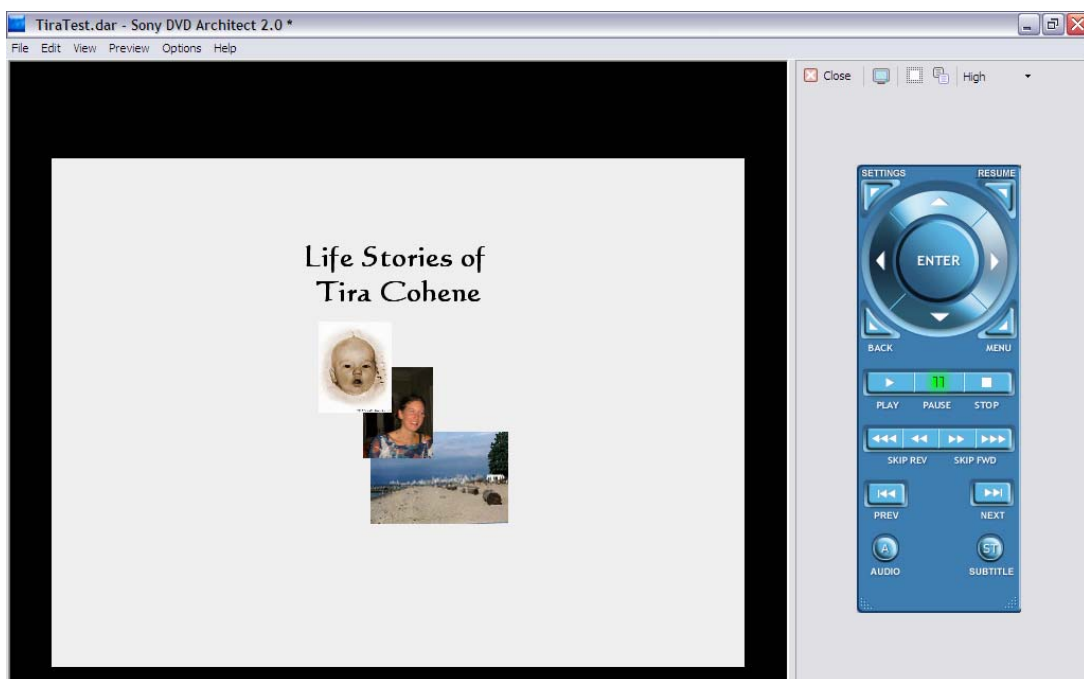 TiraTest.dar - Sony DVD Architect 2.0 *
File Edit View Preview Options Help
Close High
Life Stories of
Tira Cohene
SETTINGS RESUME
ENTER
BACK MENU
PLAY PAUSE STOP
SKIP REV SKIP FWD
PREV NEXT
A ST
AUDIO SUBTITLE